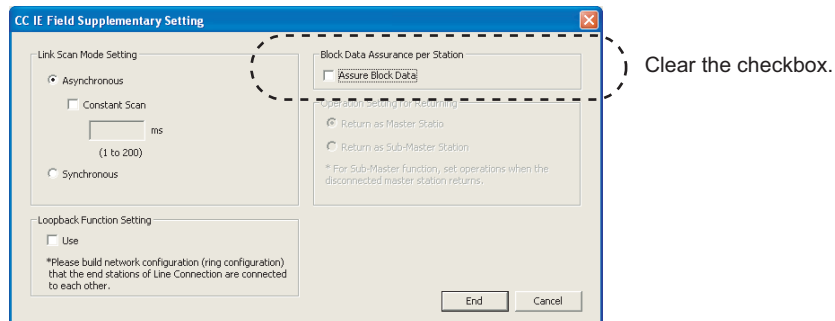 CC IE Field Supplementary Setting
Link Scan Mode Setting
Asynchronous
Constant Scan
ms
(1 to 200)
Synchronous
Loopback Function Setting
Use
*Please build network configuration (ring configuration)
that the end stations of Line Connection are connected
to each other.
Block Data Assurance per Station
Assure Block Data
Operation Setting for Returning
Return as Master Statio
Return as Sub-Master Station
* For Sub-Master function, set operations when the
disconnected master station returns.
End
Cancel
Clear the checkbox.